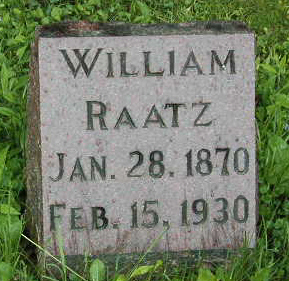 WILLIAM
RAATZ
JAN. 28. 1870
FEB. 15, 1930